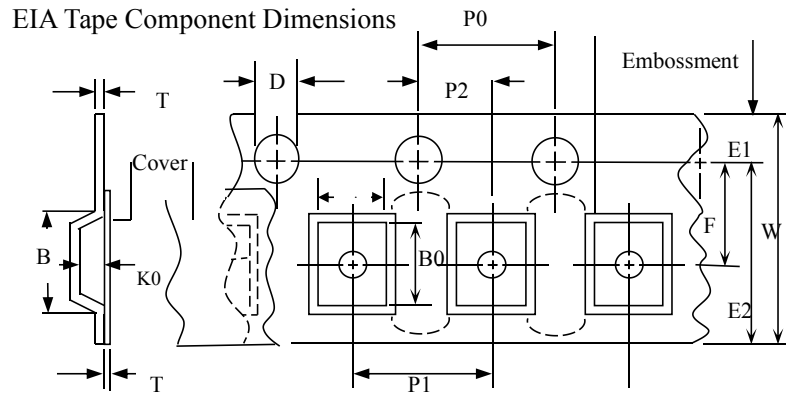 EIA Tape Component Dimensions
P0
D
P2
Embossment
T
Cover
E1
F
W
B
K0
B0
E2
P1
T